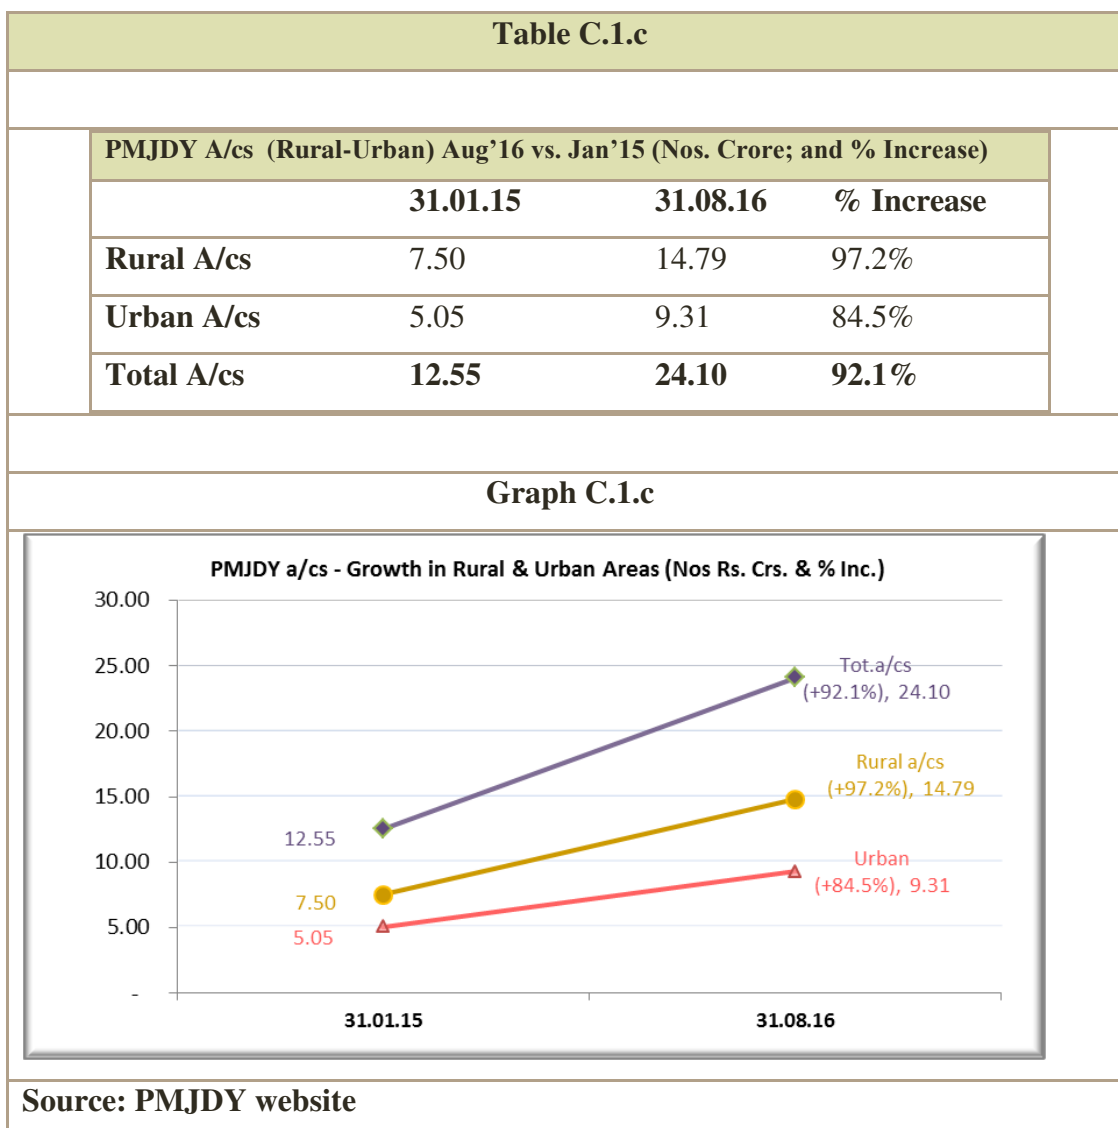 Table C.1.c
PMJDY A/cs (Rural-Urban) Aug’16 vs. Jan’15 (Nos. Crore; and % Increase)
31.01.15 31.08.16 % Increase
Rural A/cs 7.50 14.79 97.2%
Urban A/cs 5.05 9.31 84.5%
Total A/cs 12.55 24.10 92.1%
Graph C.1.c
PMJDY a/cs - Growth in Rural & Urban Areas (Nos Rs. Crs. & % Inc.)
30.00
25.00
20.00
15.00
10.00
5.00
-
Tot.a/cs
(+92.1%), 24.10
Rural a/cs
(+97.2%), 14.79
Urban
(+84.5%), 9.31
12.55
7.50
5.05
31.01.15 31.08.16
Source: PMJDY website